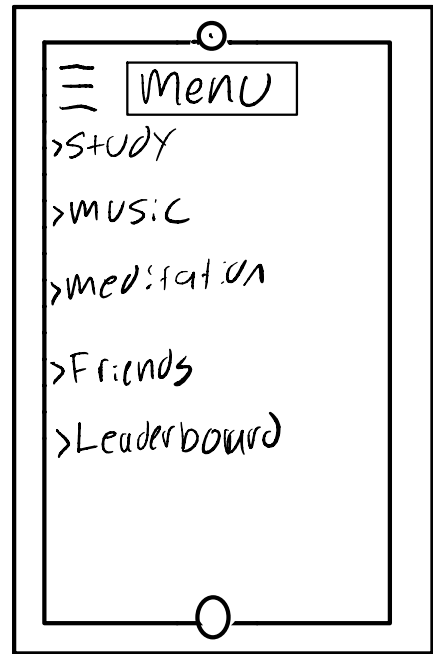 Menu
>Study
>music
>meditation
>Friends
>Leaderboard